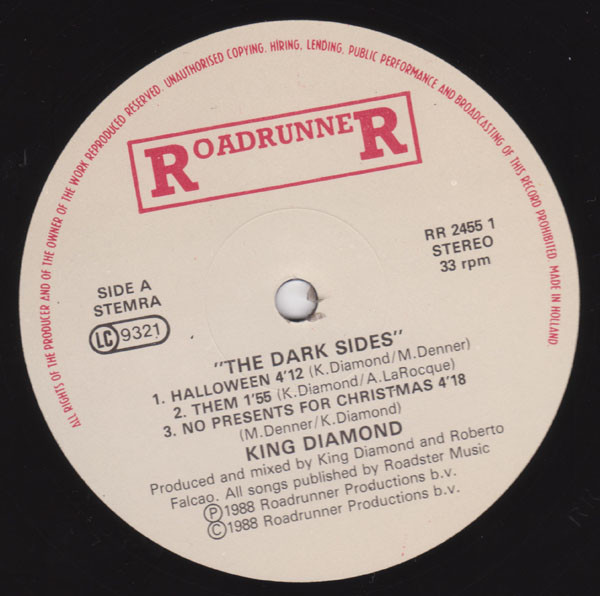 ALL RIGHTS OF THE PRODUCER AND OF THE OWNER OF THE WORK REPRODUCED RESERVED. UNAUTHORISED COPYING, HIRING, LENDING, PUBLIC PERFORMANCE AND BROADCASTING OF THIS RECORD PROHIBITED. MADE IN HOLLAND.
ROADRUNNER
RR 2455 1
STEREO
33 rpm
SIDE A
STEMRA
LC 9321
"THE DARK SIDES"
1. HALLOWEEN 4'12 (K.Diamond/M.Denner)
2. THEM 1'55 (K.Diamond/A.LaRocque)
3. NO PRESENTS FOR CHRISTMAS 4'18
(M.Denner/K.Diamond)
KING DIAMOND
Produced and mixed by King Diamond and Roberto
Falcao. All songs published by Roadster Music
Ⓟ1988 Roadrunner Productions b.v.
©1988 Roadrunner Productions b.v.